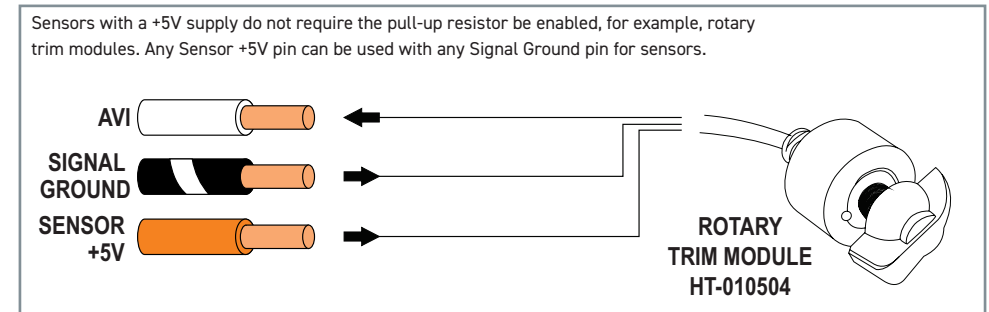 Sensors with a +5V supply do not require the pull-up resistor be enabled, for example, rotary
trim modules. Any Sensor +5V pin can be used with any Signal Ground pin for sensors.
AVI
SIGNAL
GROUND
SENSOR
+5V
ROTARY
TRIM MODULE
HT-010504